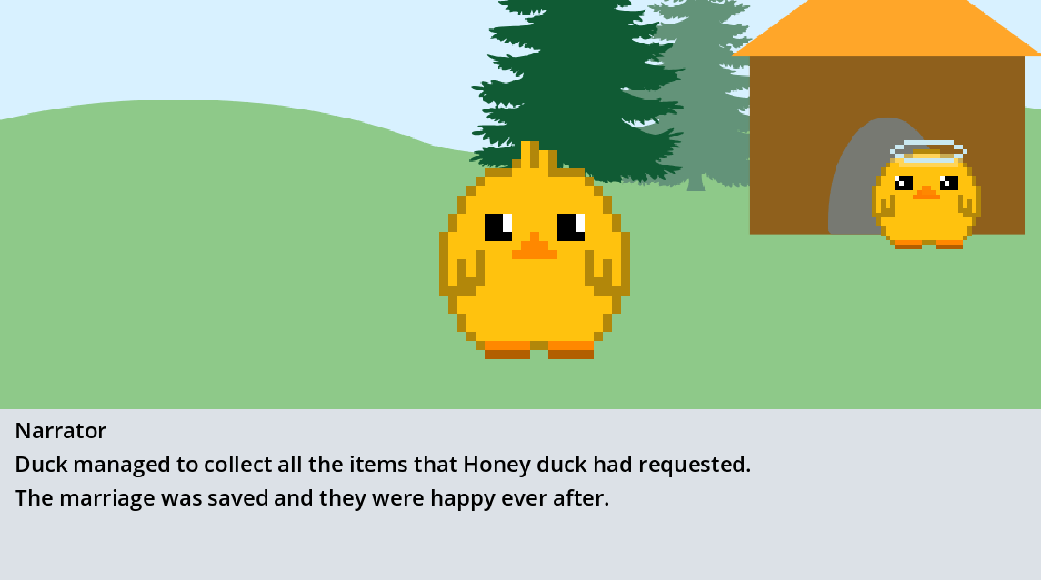 Narrator
Duck managed to collect all the items that Honey duck had requested.
The marriage was saved and they were happy ever after.